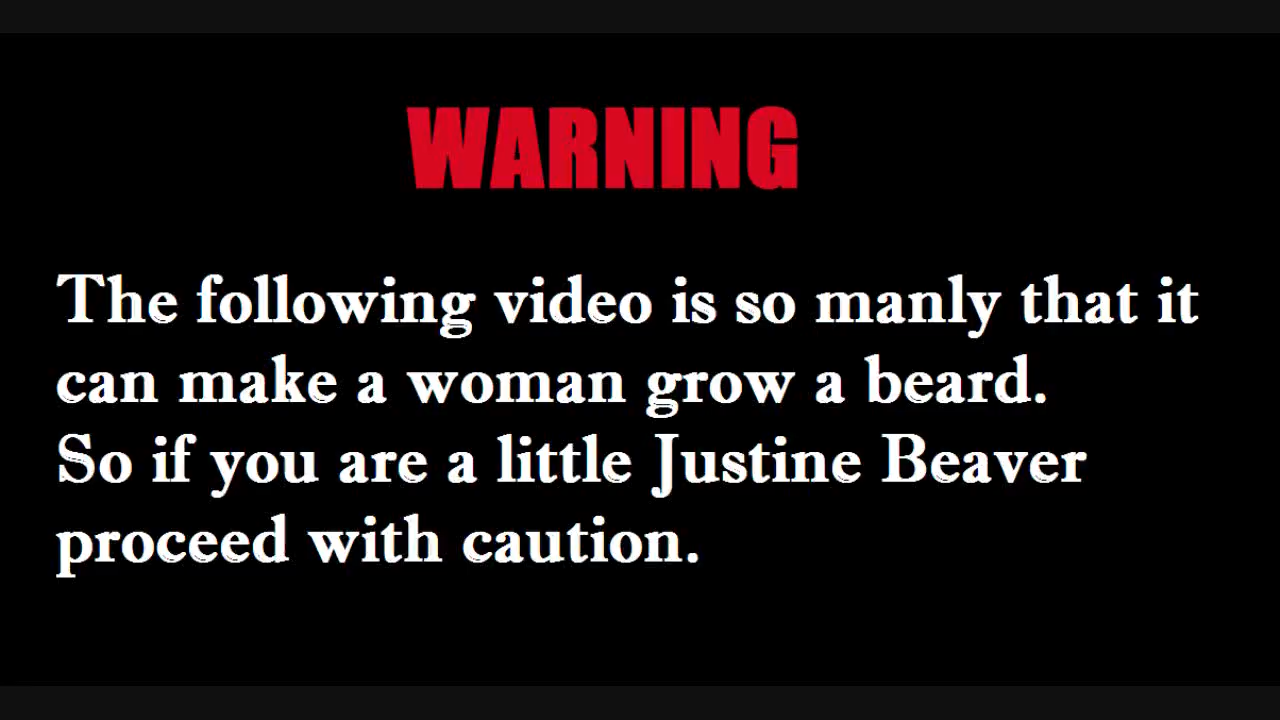 WARNING
The following video is so manly that it
can make a woman grow a beard.
So if you are a little Justine Beaver
proceed with caution.